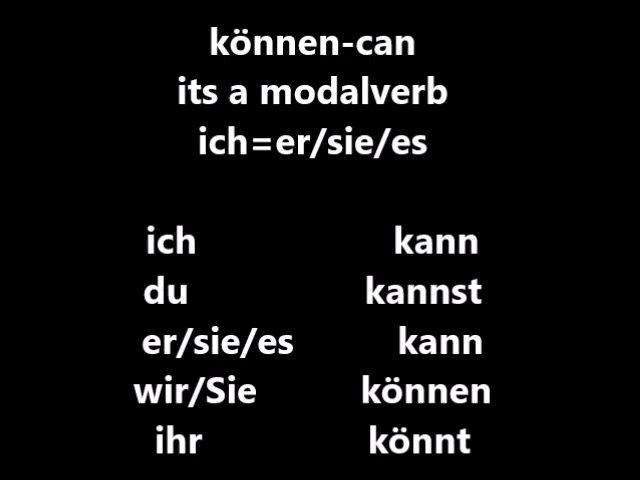 können-can
its a modalverb
ich=er/sie/es
ich kann
du kannst
er/sie/es kann
wir/Sie können
ihr könnt